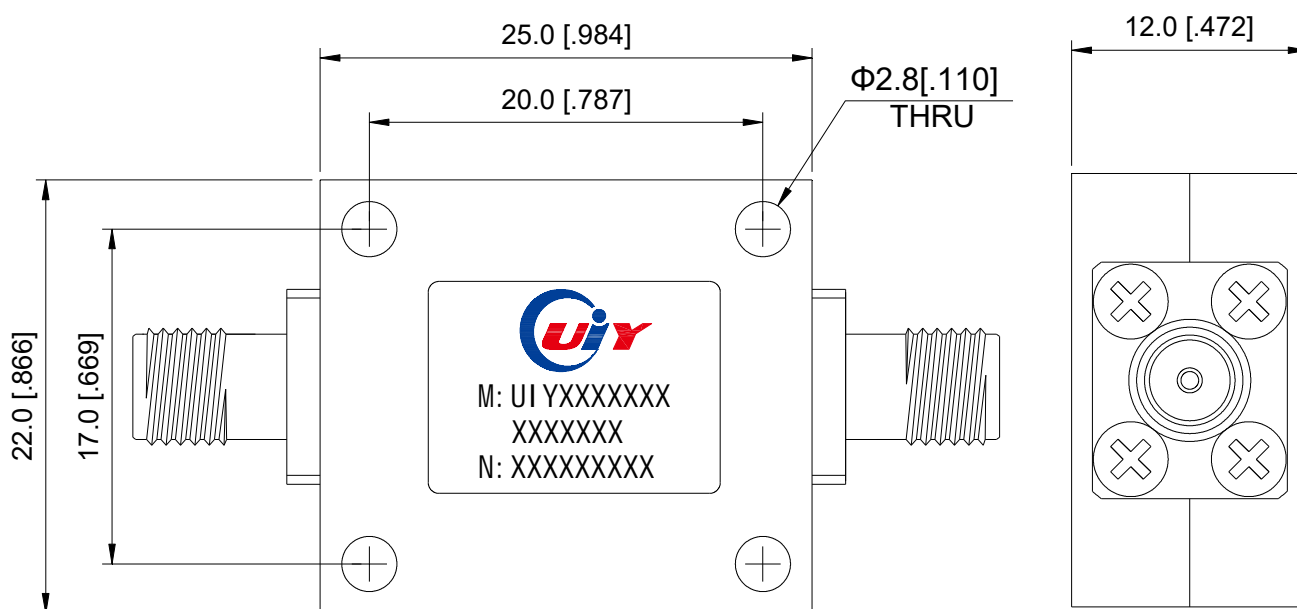 25.0 [.984]
12.0 [.472]
20.0 [.787]
Φ2.8[.110]
THRU
22.0 [.866]
17.0 [.669]
UiY
M: UIYXXXXXXX
XXXXXXX
N: XXXXXXXXX